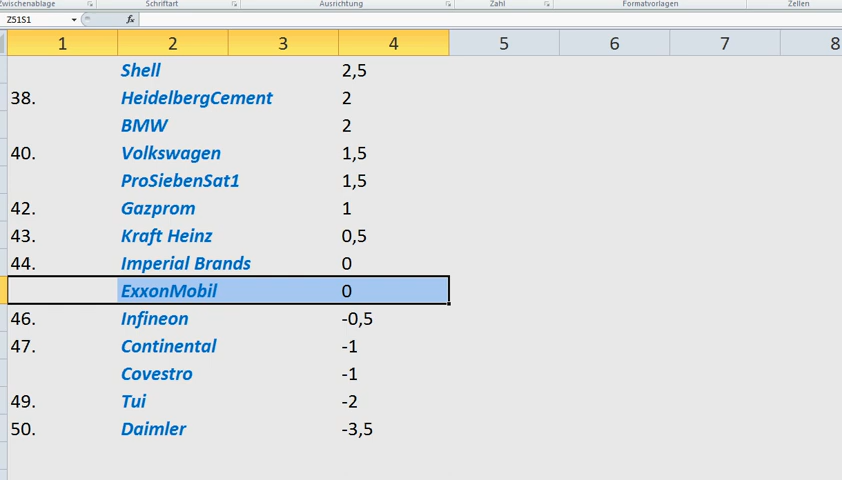 Zwischenablage Schriftart Ausrichtung Zahl Formatvorlagen Zellen
Z51S1 fx
1 2 3 4 5 6 7 8
Shell 2,5
38. HeidelbergCement 2
BMW 2
40. Volkswagen 1,5
ProSiebenSat1 1,5
42. Gazprom 1
43. Kraft Heinz 0,5
44. Imperial Brands 0
ExxonMobil 0
46. Infineon -0,5
47. Continental -1
Covestro -1
49. Tui -2
50. Daimler -3,5